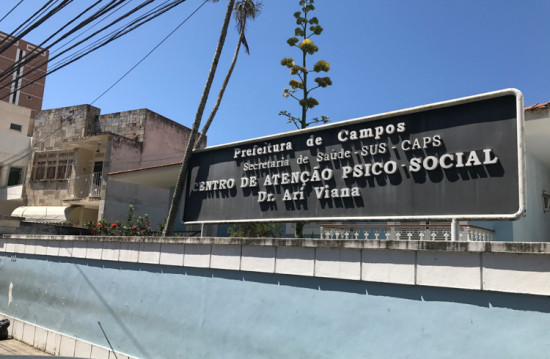 Prefeitura de Campos
Secretaria de Saúde-SUS-CAPS
CENTRO DE ATENÇÃO PSICO-SOCIAL
Dr. Ari Viana